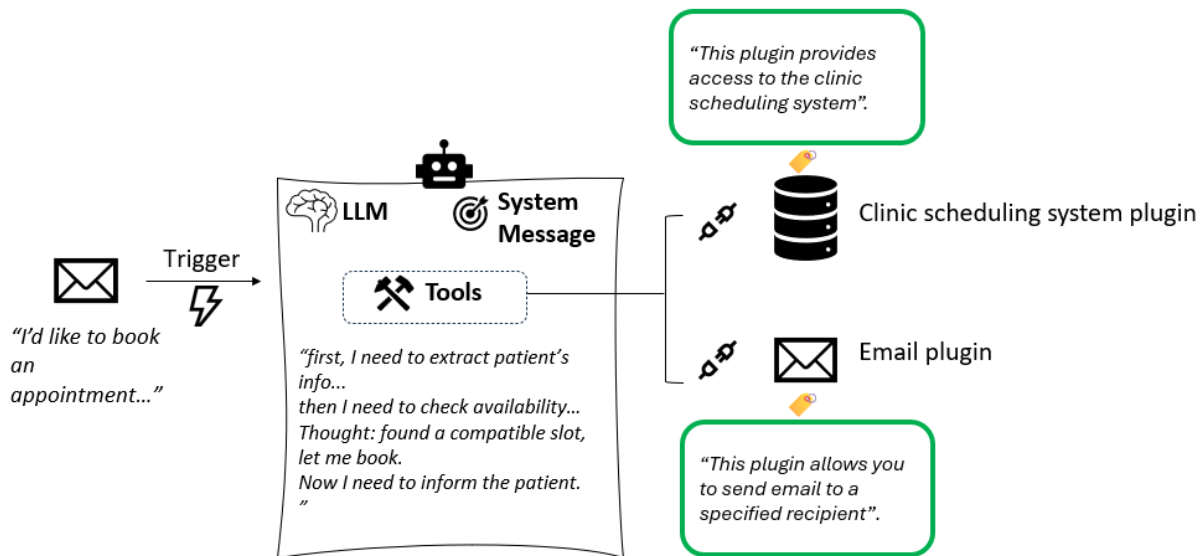 “This plugin provides
access to the clinic
scheduling system”.
LLM
System
Message
Clinic scheduling system plugin
Trigger
Tools
“I’d like to book
an
appointment…”
“first, I need to extract patient’s
info...
then I need to check availability…
Thought: found a compatible slot,
let me book.
Now I need to inform the patient.
”
Email plugin
“This plugin allows you
to send email to a
specified recipient”.